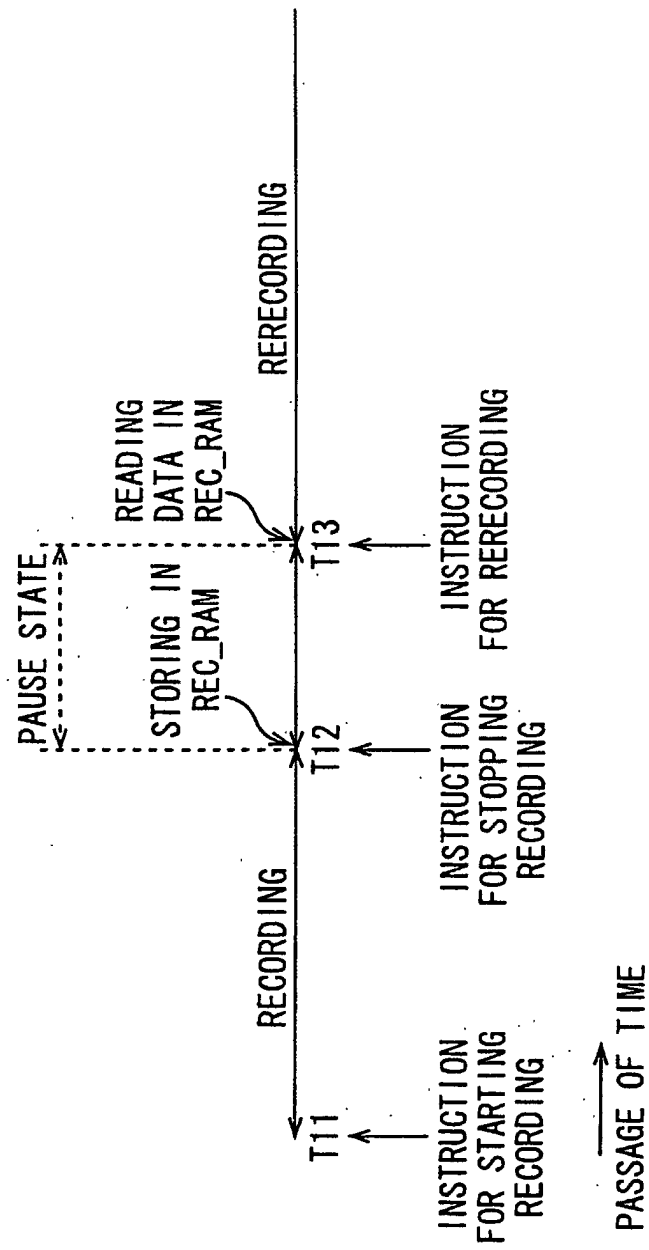 PAUSE STATE
STORING IN
REC_RAM
READING
DATA IN
REC_RAM
RECORDING
RERECORDING
T11
T12
T13
INSTRUCTION
FOR STARTING
RECORDING
INSTRUCTION
FOR STOPPING
RECORDING
INSTRUCTION
FOR RERECORDING
PASSAGE OF TIME